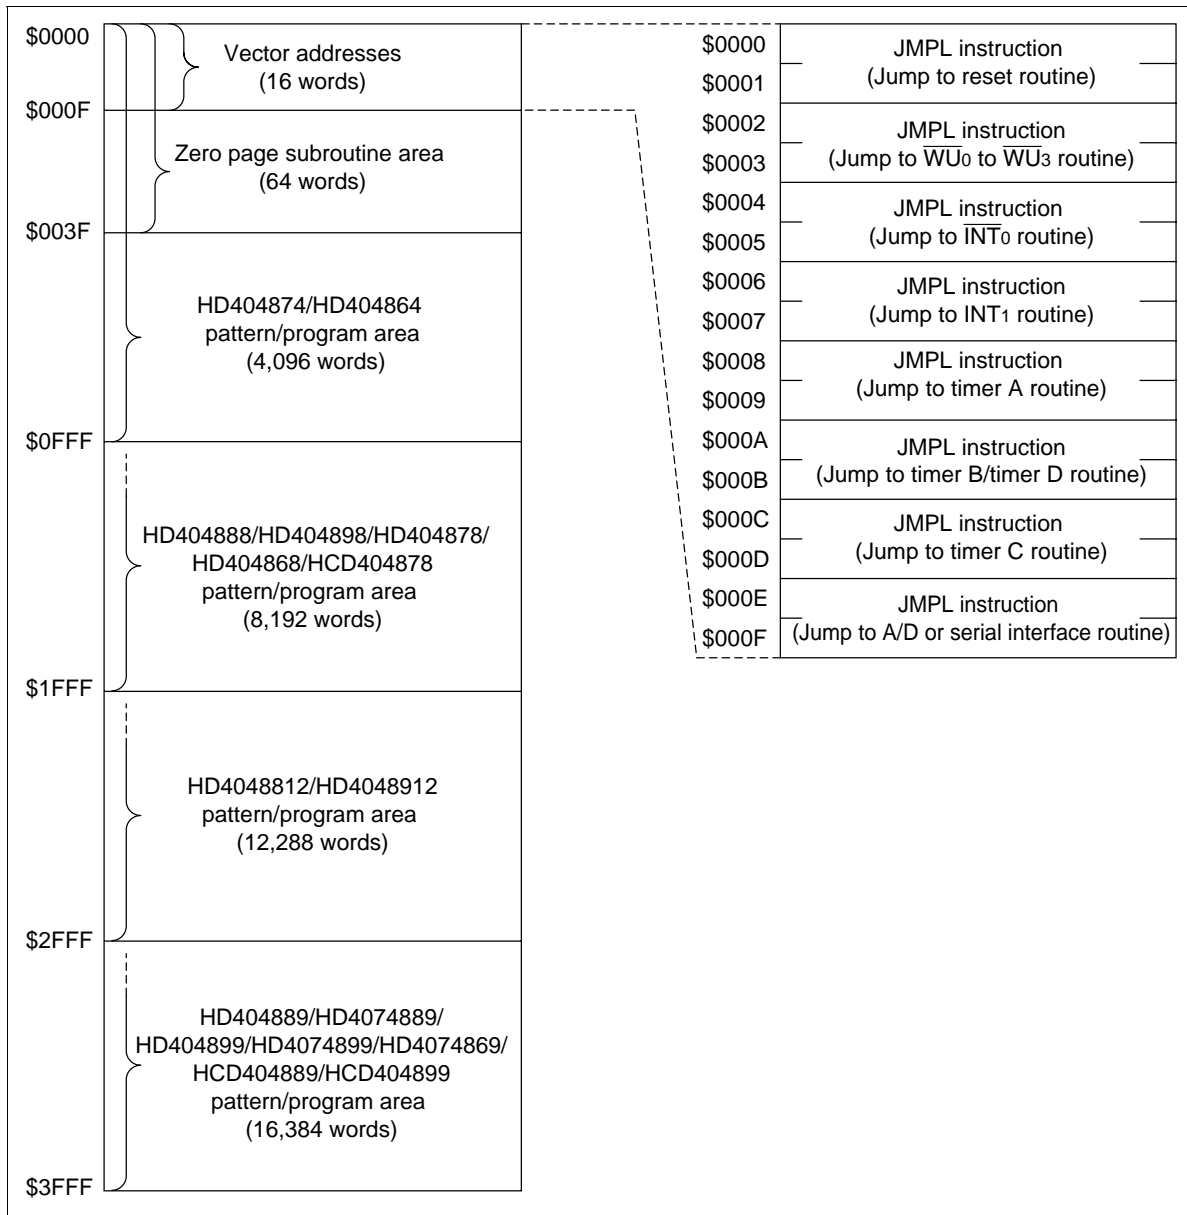 $0000
Vector addresses
(16 words)
$000F
Zero page subroutine area
(64 words)
$003F
HD404874/HD404864
pattern/program area
(4,096 words)
$0FFF
HD404888/HD404898/HD404878/
HD404868/HCD404878
pattern/program area
(8,192 words)
$1FFF
HD4048812/HD4048912
pattern/program area
(12,288 words)
$2FFF
HD404889/HD4074889/
HD404899/HD4074899/HD4074869/
HCD404889/HCD404899
pattern/program area
(16,384 words)
$3FFF
$0000
JMPL instruction
(Jump to reset routine)
$0001
$0002
JMPL instruction
(Jump to W̅U̅0 to W̅U̅3 routine)
$0003
$0004
JMPL instruction
(Jump to I̅N̅T̅0 routine)
$0005
$0006
JMPL instruction
(Jump to INT1 routine)
$0007
$0008
JMPL instruction
(Jump to timer A routine)
$0009
$000A
JMPL instruction
(Jump to timer B/timer D routine)
$000B
$000C
JMPL instruction
(Jump to timer C routine)
$000D
$000E
JMPL instruction
(Jump to A/D or serial interface routine)
$000F